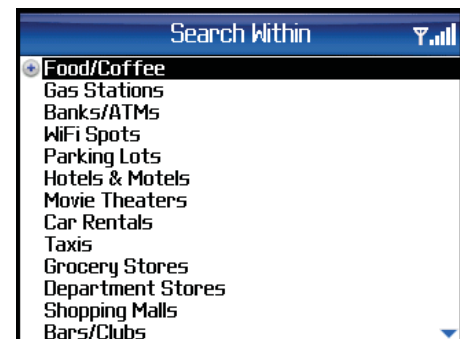 Search Within
Food/Coffee
Gas Stations
Banks/ATMs
WiFi Spots
Parking Lots
Hotels & Motels
Movie Theaters
Car Rentals
Taxis
Grocery Stores
Department Stores
Shopping Malls
Bars/Clubs